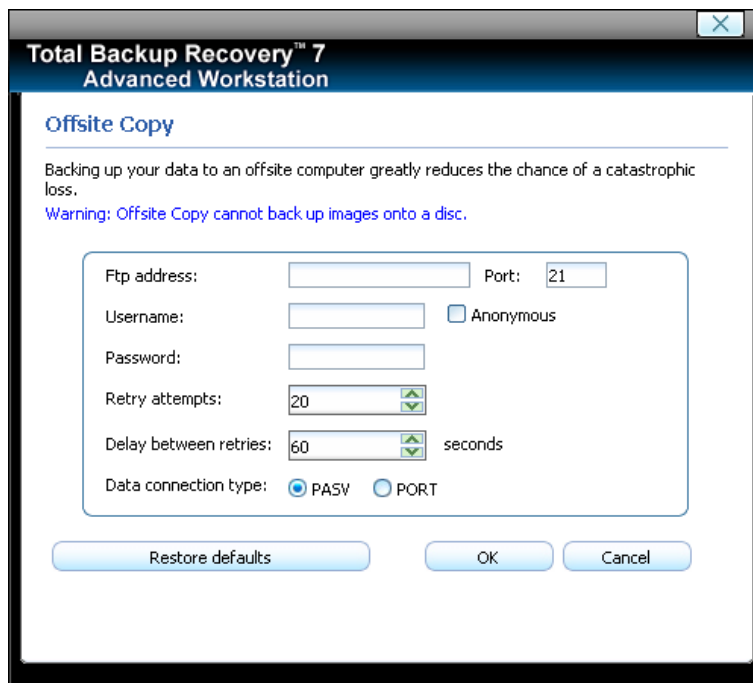 Total Backup Recovery™ 7
Advanced Workstation
Offsite Copy
Backing up your data to an offsite computer greatly reduces the chance of a catastrophic
loss.
Warning: Offsite Copy cannot back up images onto a disc.
Ftp address: Port: 21
Username: Anonymous
Password:
Retry attempts: 20
Delay between retries: 60 seconds
Data connection type: PASV PORT
Restore defaults OK Cancel